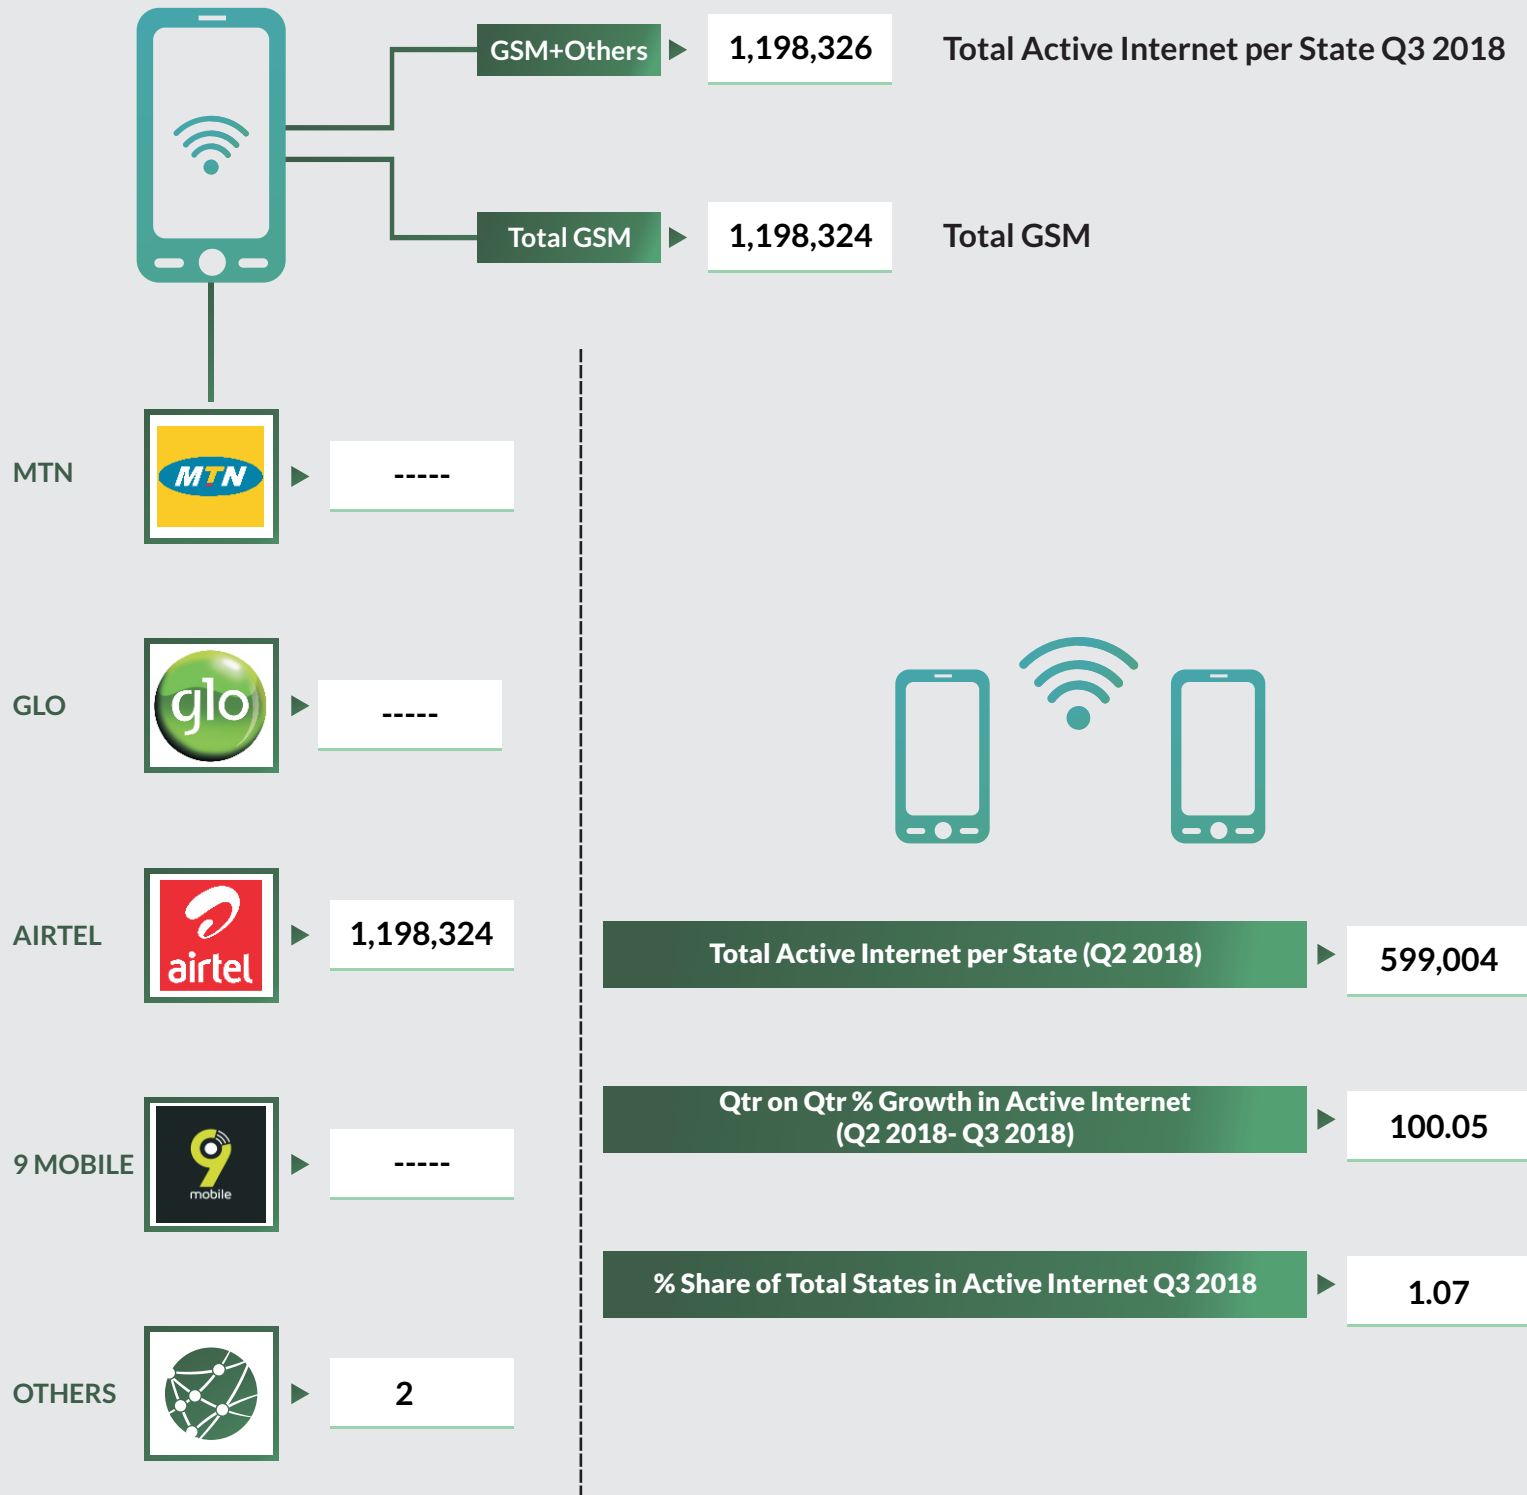 GSM+Others
1,198,326
Total Active Internet per State Q3 2018
Total GSM
1,198,324
Total GSM
MTN
MTN
-----
GLO
glo
-----
AIRTEL
airtel
1,198,324
9 MOBILE
9
mobile
-----
OTHERS
2
Total Active Internet per State (Q2 2018)
599,004
Qtr on Qtr % Growth in Active Internet
(Q2 2018- Q3 2018)
100.05
% Share of Total States in Active Internet Q3 2018
1.07